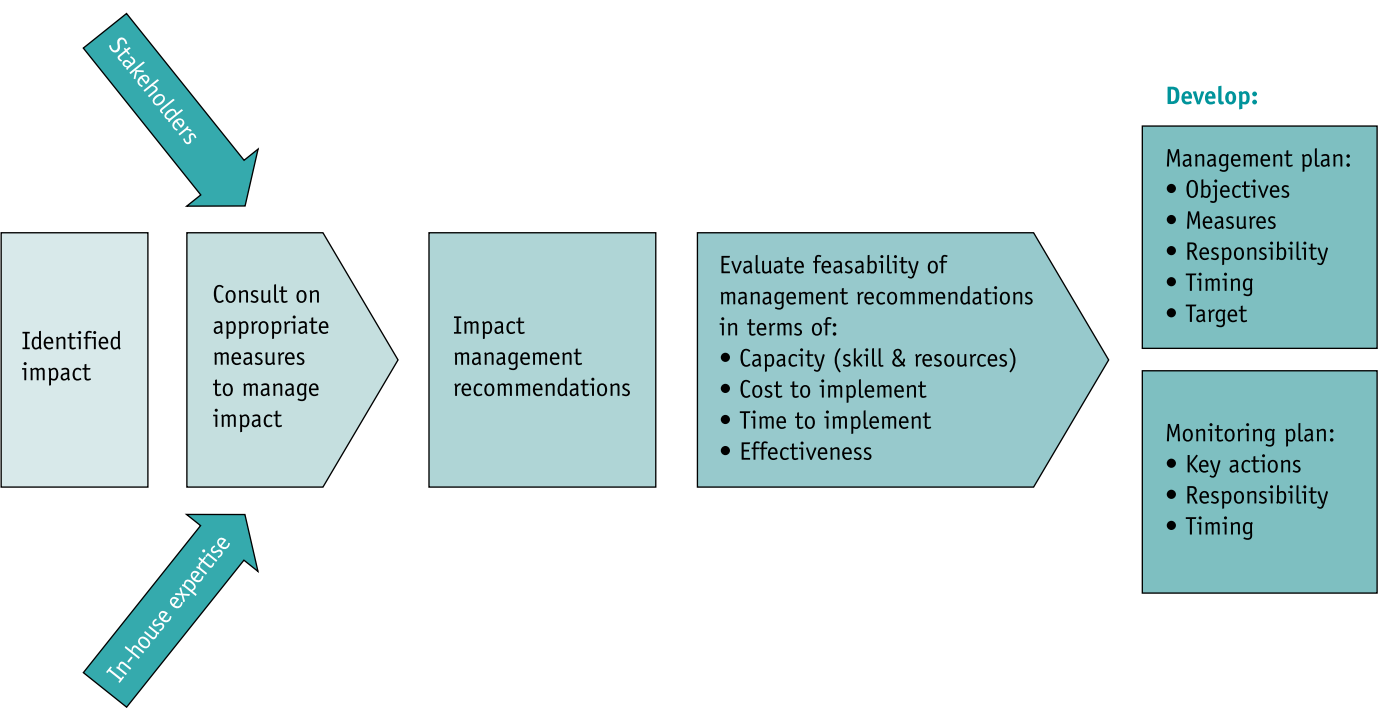 Stakeholders
In-house expertise
Identified
impact
Consult on
appropriate
measures
to manage
impact
Impact
management
recommendations
Evaluate feasability of
management recommendations
in terms of:
• Capacity (skill & resources)
• Cost to implement
• Time to implement
• Effectiveness
Develop:
Management plan:
• Objectives
• Measures
• Responsibility
• Timing
• Target
Monitoring plan:
• Key actions
• Responsibility
• Timing